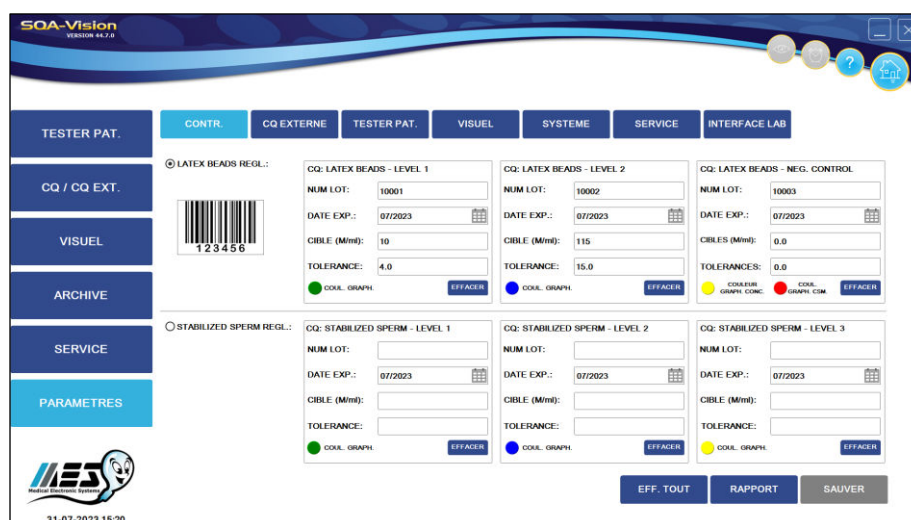 SQA-Vision
VERSION 44.7.0
?
TESTER PAT.
CQ / CQ EXT.
VISUEL
ARCHIVE
SERVICE
PARAMETRES
CONTR.
CQ EXTERNE
TESTER PAT.
VISUEL
SYSTEME
SERVICE
INTERFACE LAB
LATEX BEADS REGL.:
123456
CQ: LATEX BEADS - LEVEL 1
NUM LOT: 10001
DATE EXP.: 07/2023
CIBLE (M/ml): 10
TOLERANCE: 4.0
COUL. GRAPH. EFFACER
CQ: LATEX BEADS - LEVEL 2
NUM LOT: 10002
DATE EXP.: 07/2023
CIBLE (M/ml): 115
TOLERANCE: 15.0
COUL. GRAPH. EFFACER
CQ: LATEX BEADS - NEG. CONTROL
NUM LOT: 10003
DATE EXP.: 07/2023
CIBLES (M/ml): 0.0
TOLERANCES: 0.0
COULEUR GRAPH. CONC. COUL. GRAPH. CSM. EFFACER
STABILIZED SPERM REGL.:
CQ: STABILIZED SPERM - LEVEL 1
NUM LOT:
DATE EXP.: 07/2023
CIBLE (M/ml):
TOLERANCE:
COUL. GRAPH. EFFACER
CQ: STABILIZED SPERM - LEVEL 2
NUM LOT:
DATE EXP.: 07/2023
CIBLE (M/ml):
TOLERANCE:
COUL. GRAPH. EFFACER
CQ: STABILIZED SPERM - LEVEL 3
NUM LOT:
DATE EXP.: 07/2023
CIBLE (M/ml):
TOLERANCE:
COUL. GRAPH. EFFACER
EFF. TOUT
RAPPORT
SAUVER
MES
Medical Electronic Systems
31-07-2023 15:20